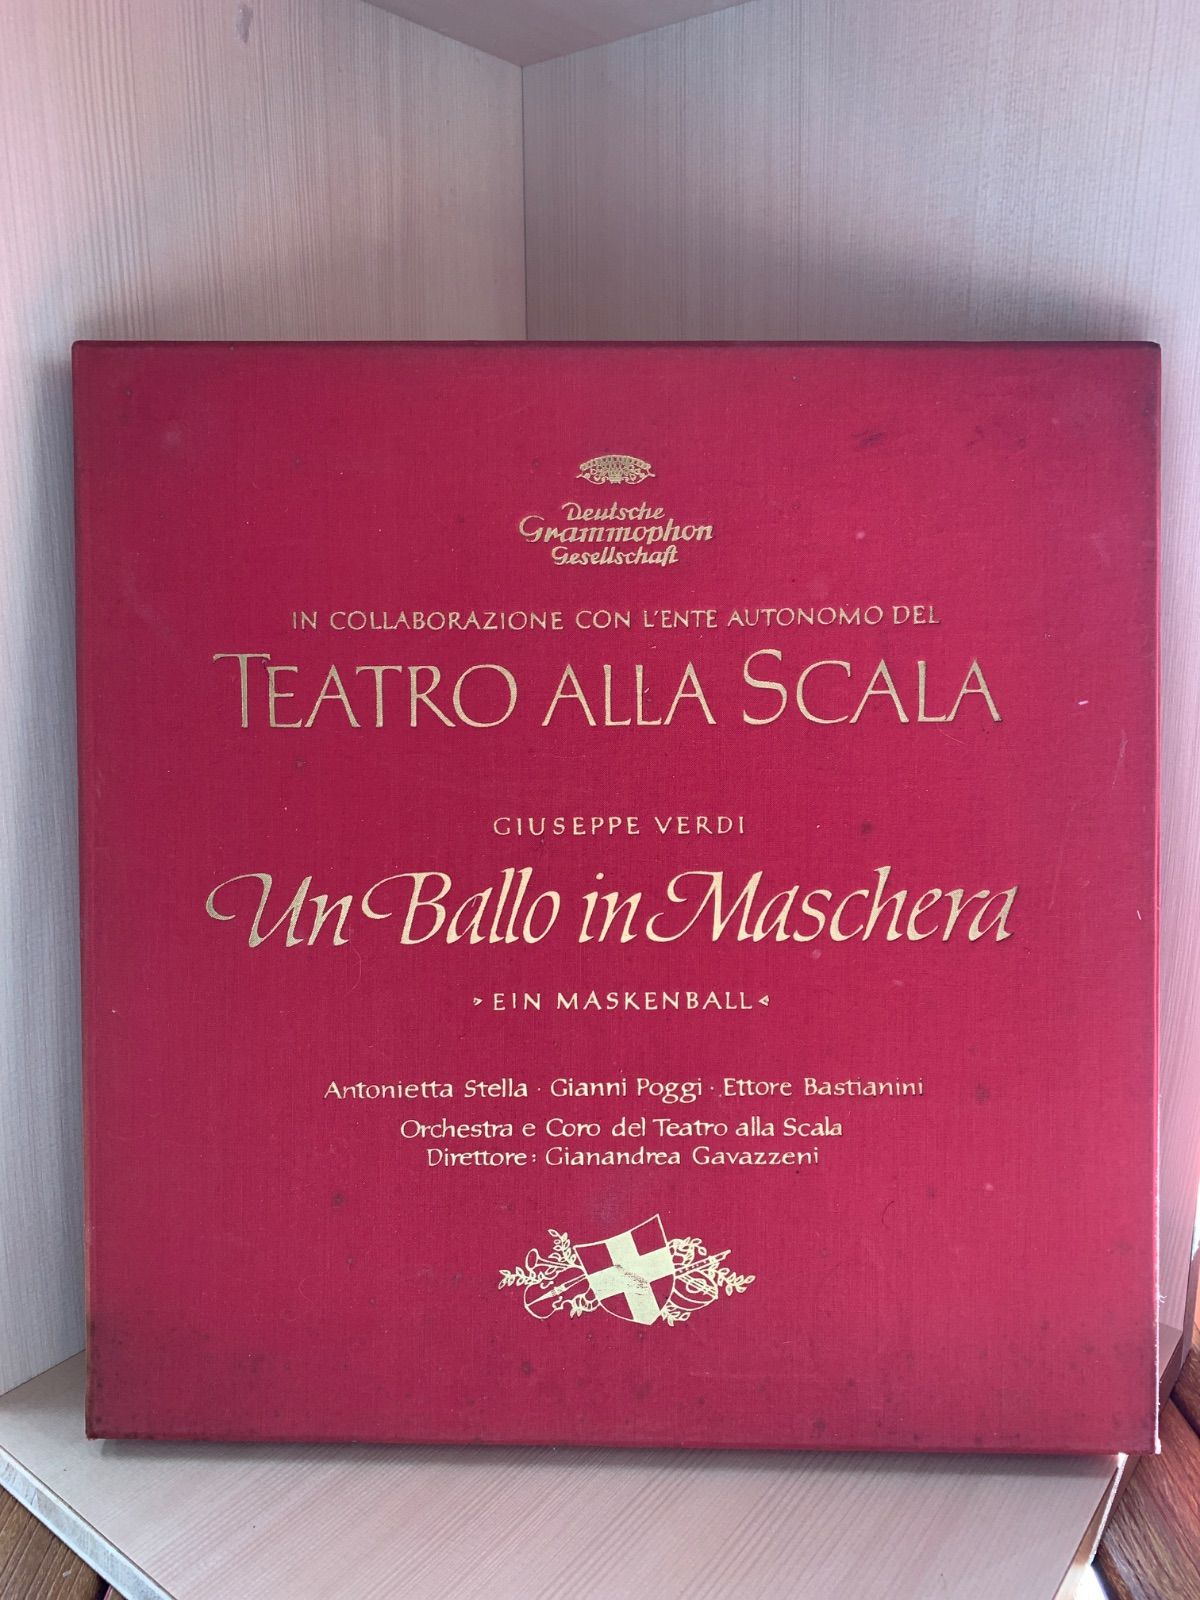 Deutsche
Grammophon
Gesellschaft
IN COLLABORAZIONE CON L'ENTE AUTONOMO DEL
TEATRO ALLA SCALA
GIUSEPPE VERDI
Un Ballo in Maschera
›EIN MASKENBALL‹
Antonietta Stella · Gianni Poggi · Ettore Bastianini
Orchestra e Coro del Teatro alla Scala
Direttore: Gianandrea Gavazzeni